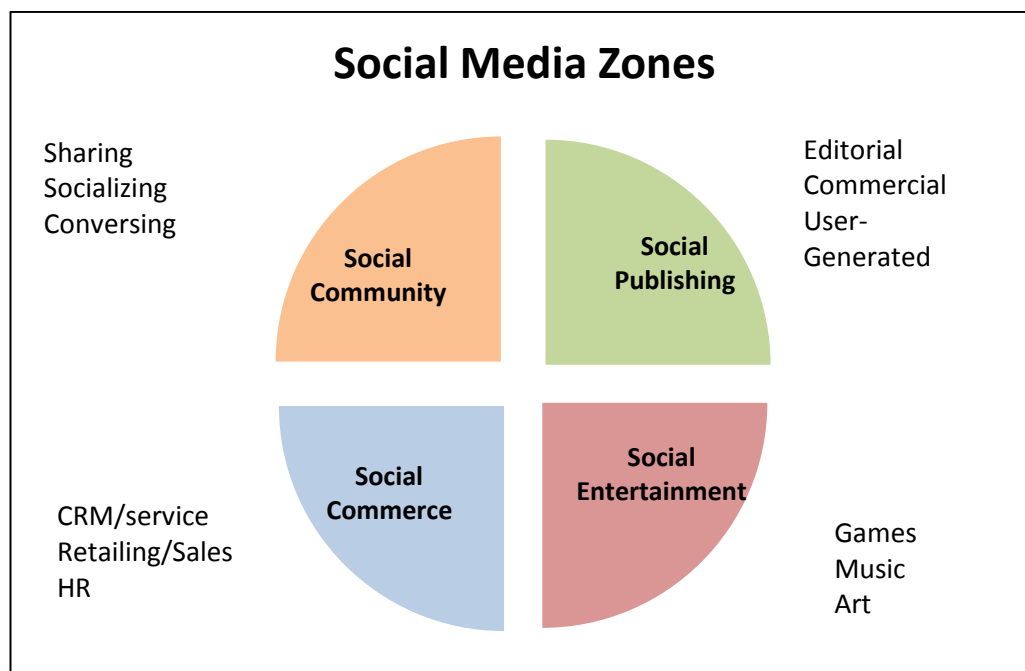 Social Media Zones
Sharing
Socializing
Conversing
Social
Community
Social
Publishing
Editorial
Commercial
User-
Generated
CRM/service
Retailing/Sales
HR
Social
Commerce
Social
Entertainment
Games
Music
Art